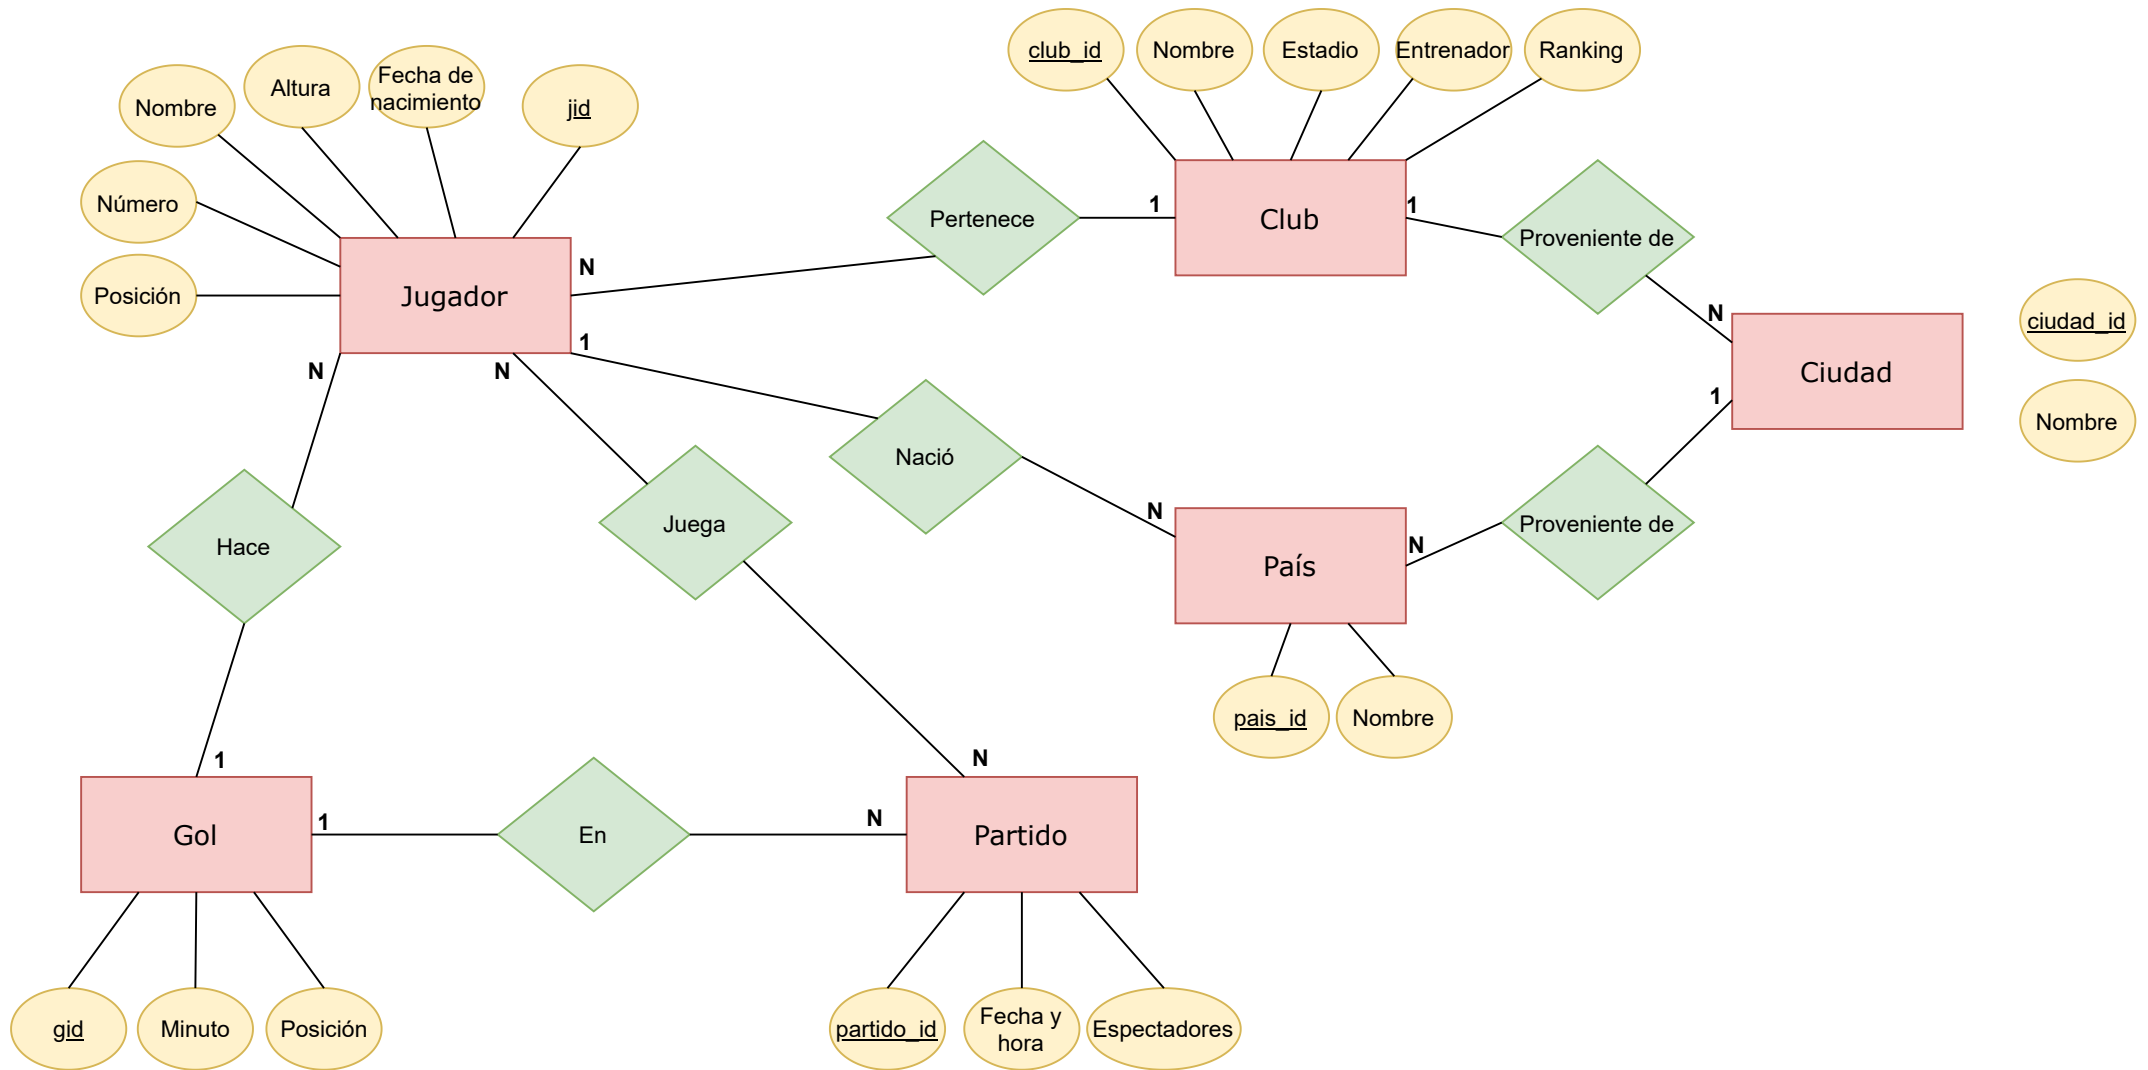 club_id
Nombre
Estadio
Entrenador
Ranking
Fecha de
nacimiento
Altura
Nombre
jid
Número
Posición
Jugador
N
Pertenece
1
Club
1
Proveniente de
N
Ciudad
ciudad_id
Nombre
1
N
N
1
Nació
N
País
N
Proveniente de
pais_id
Nombre
Hace
Juega
1
N
Gol
1
En
N
Partido
gid
Minuto
Posición
partido_id
Fecha y
hora
Espectadores